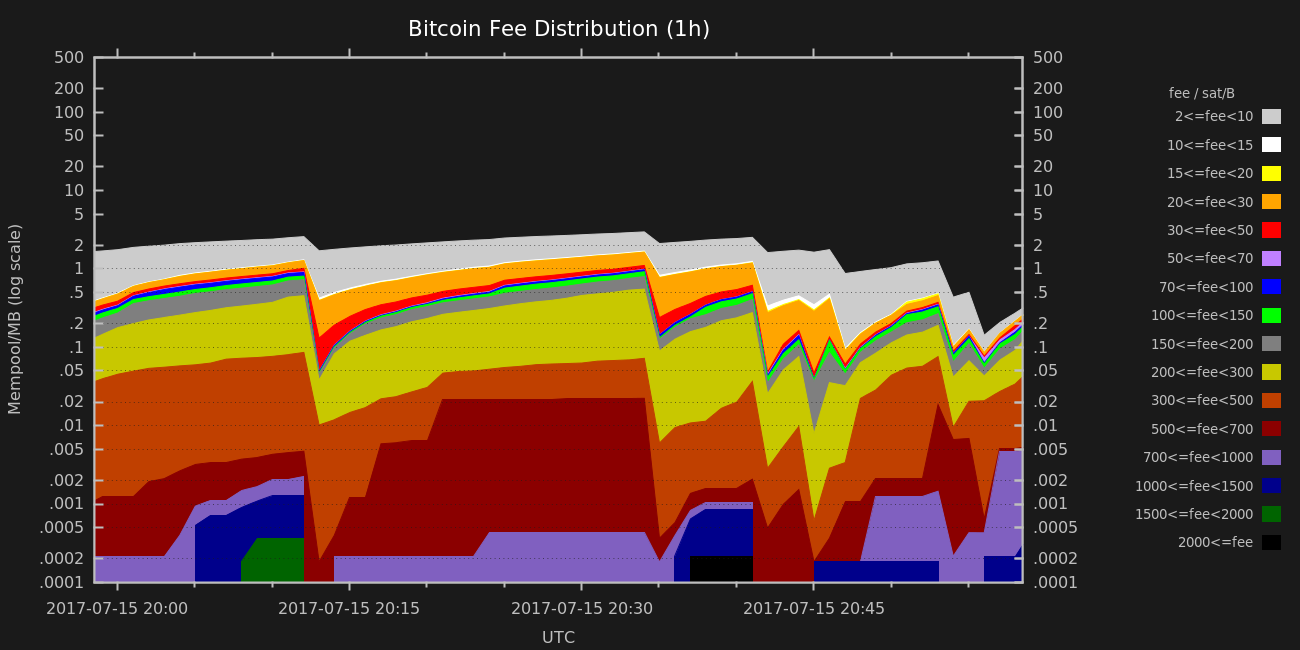 Bitcoin Fee Distribution (1h)
500 500
200 200
100 100
50 50
20 20
10 10
5 5
2 2
1 1
.5 .5
.2 .2
.1 .1
.05 .05
.02 .02
.01 .01
.005 .005
.002 .002
.001 .001
.0005 .0005
.0002 .0002
.0001 .0001
Mempool/MB (log scale)
2017-07-15 20:00 2017-07-15 20:15 2017-07-15 20:30 2017-07-15 20:45
UTC
fee / sat/B
2<=fee<10
10<=fee<15
15<=fee<20
20<=fee<30
30<=fee<50
50<=fee<70
70<=fee<100
100<=fee<150
150<=fee<200
200<=fee<300
300<=fee<500
500<=fee<700
700<=fee<1000
1000<=fee<1500
1500<=fee<2000
2000<=fee